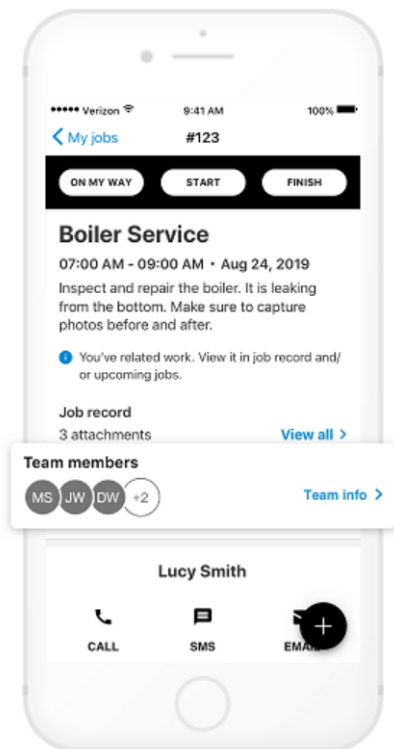 Verizon
9:41 AM
100%
My jobs
#123
ON MY WAY
START
FINISH
Boiler Service
07:00 AM - 09:00 AM • Aug 24, 2019
Inspect and repair the boiler. It is leaking
from the bottom. Make sure to capture
photos before and after.
You've related work. View it in job record and/
or upcoming jobs.
Job record
3 attachments
View all >
Team members
MS JW DW +2
Team info >
Lucy Smith
CALL
SMS